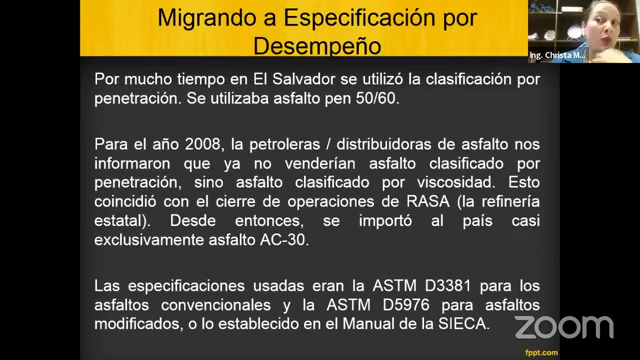 Migrando a Especificación por
Desempeño
Ing. Christa M...
Por mucho tiempo en El Salvador se utilizó la clasificación por
penetración. Se utilizaba asfalto pen 50/60.
Para el año 2008, la petroleras / distribuidoras de asfalto nos
informaron que ya no venderían asfalto clasificado por
penetración, sino asfalto clasificado por viscosidad. Esto
coincidió con el cierre de operaciones de RASA (la refinería
estatal). Desde entonces, se importó al país casi
exclusivamente asfalto AC-30.
Las especificaciones usadas eran la ASTM D3381 para los
asfaltos convencionales y la ASTM D5976 para asfaltos
modificados, o lo establecido en el Manual de la SIECA.
zoom
fppt.com